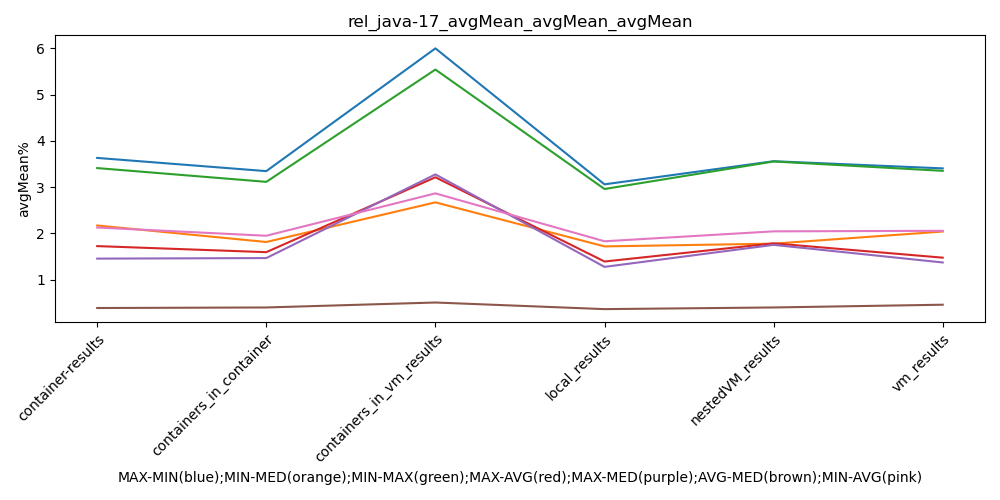 rel_java-17_avgMean_avgMean_avgMean
avgMean%
6
5
4
3
2
1
container-results
containers_in_container
containers_in_vm_results
local_results
nestedVM_results
vm_results
MAX-MIN(blue);MIN-MED(orange);MIN-MAX(green);MAX-AVG(red);MAX-MED(purple);AVG-MED(brown);MIN-AVG(pink)